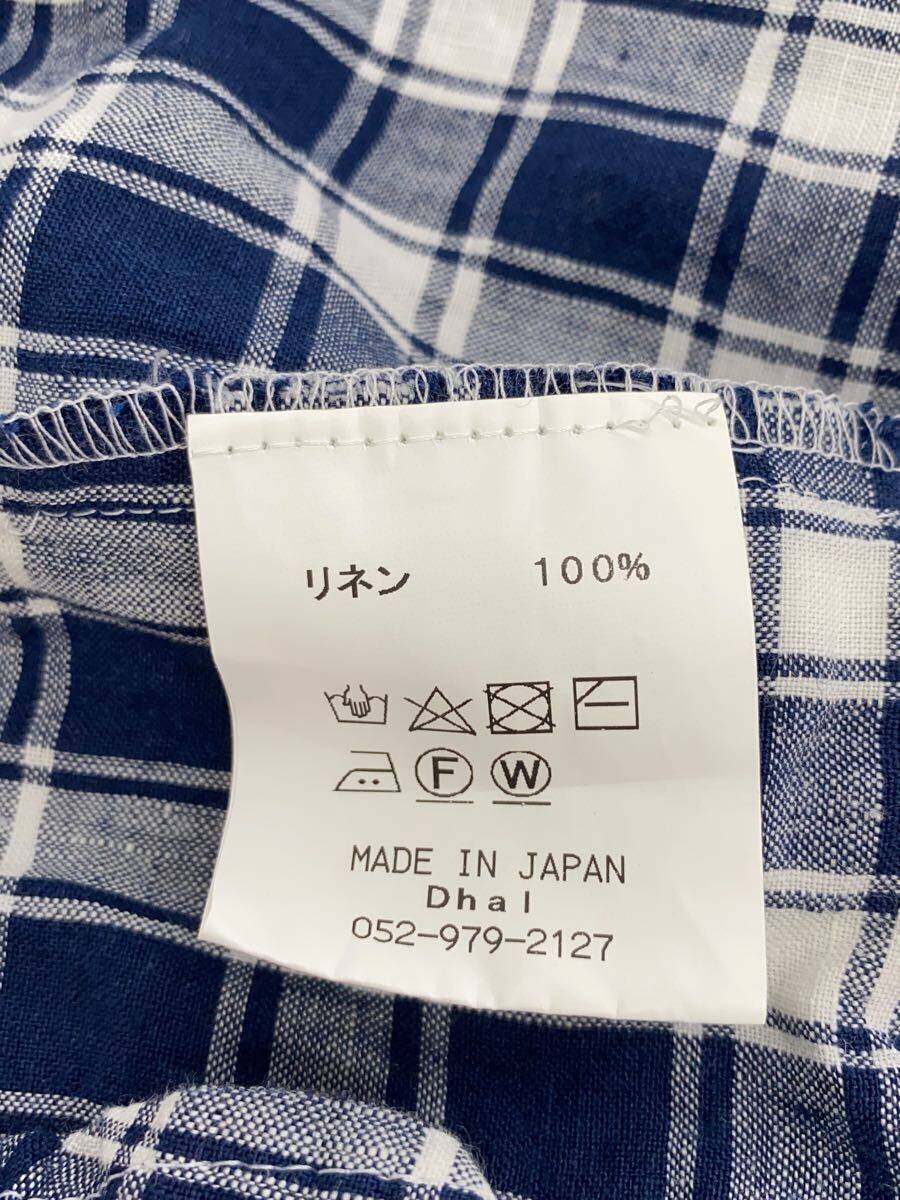 リネン 100%
F W
MADE IN JAPAN
Dhal
052-979-2127